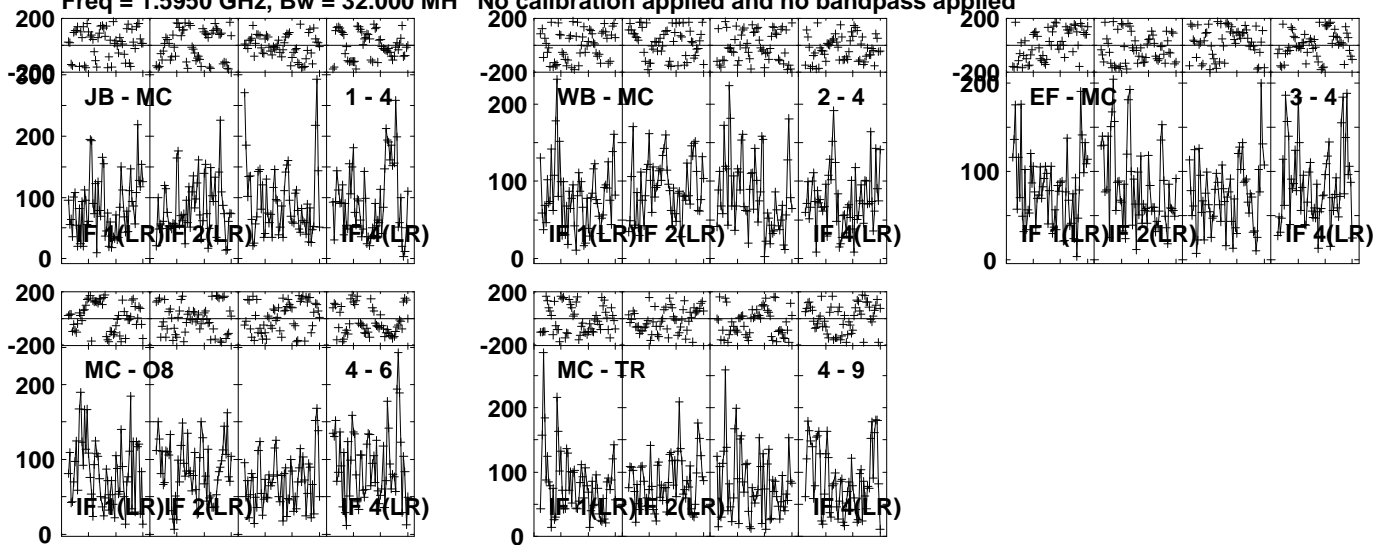 Freq = 1.5950 GHz, Bw = 32.000 MH No calibration applied and no bandpass applied
200
-200
300
JB - MC
1 - 4
200
100
0
IF 1(LR)
IF 2(LR)
IF 4(LR)
200
-200
WB - MC
2 - 4
200
100
0
IF 1(LR)
IF 2(LR)
IF 4(LR)
200
-200
200
EF - MC
3 - 4
100
0
IF 1(LR)
IF 2(LR)
IF 4(LR)
200
-200
MC - O8
4 - 6
200
100
0
IF 1(LR)
IF 2(LR)
IF 4(LR)
200
-200
MC - TR
4 - 9
200
100
0
IF 1(LR)
IF 2(LR)
IF 4(LR)